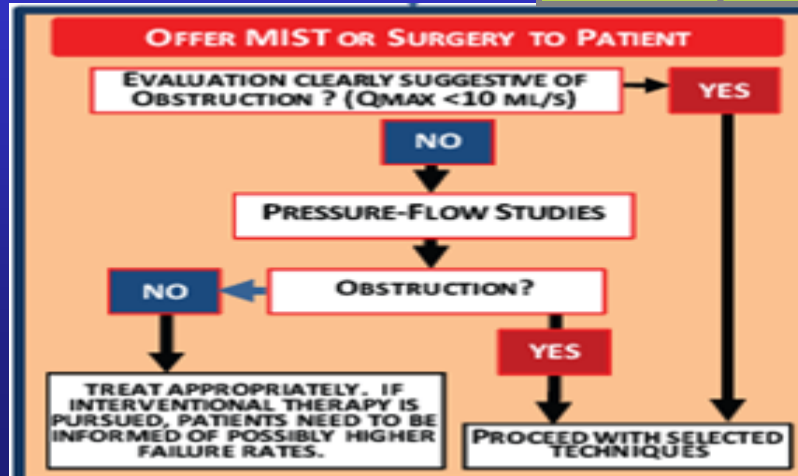 OFFER MIST OR SURGERY TO PATIENT
EVALUATION CLEARLY SUGGESTIVE OF
OBSTRUCTION ? (QMAX <10 ML/S)
YES
NO
PRESSURE-FLOW STUDIES
OBSTRUCTION?
NO
YES
TREAT APPROPRIATELY. IF
INTERVENTIONAL THERAPY IS
PURSUED, PATIENTS NEED TO BE
INFORMED OF POSSIBLY HIGHER
FAILURE RATES.
PROCEED WITH SELECTED
TECHNIQUES